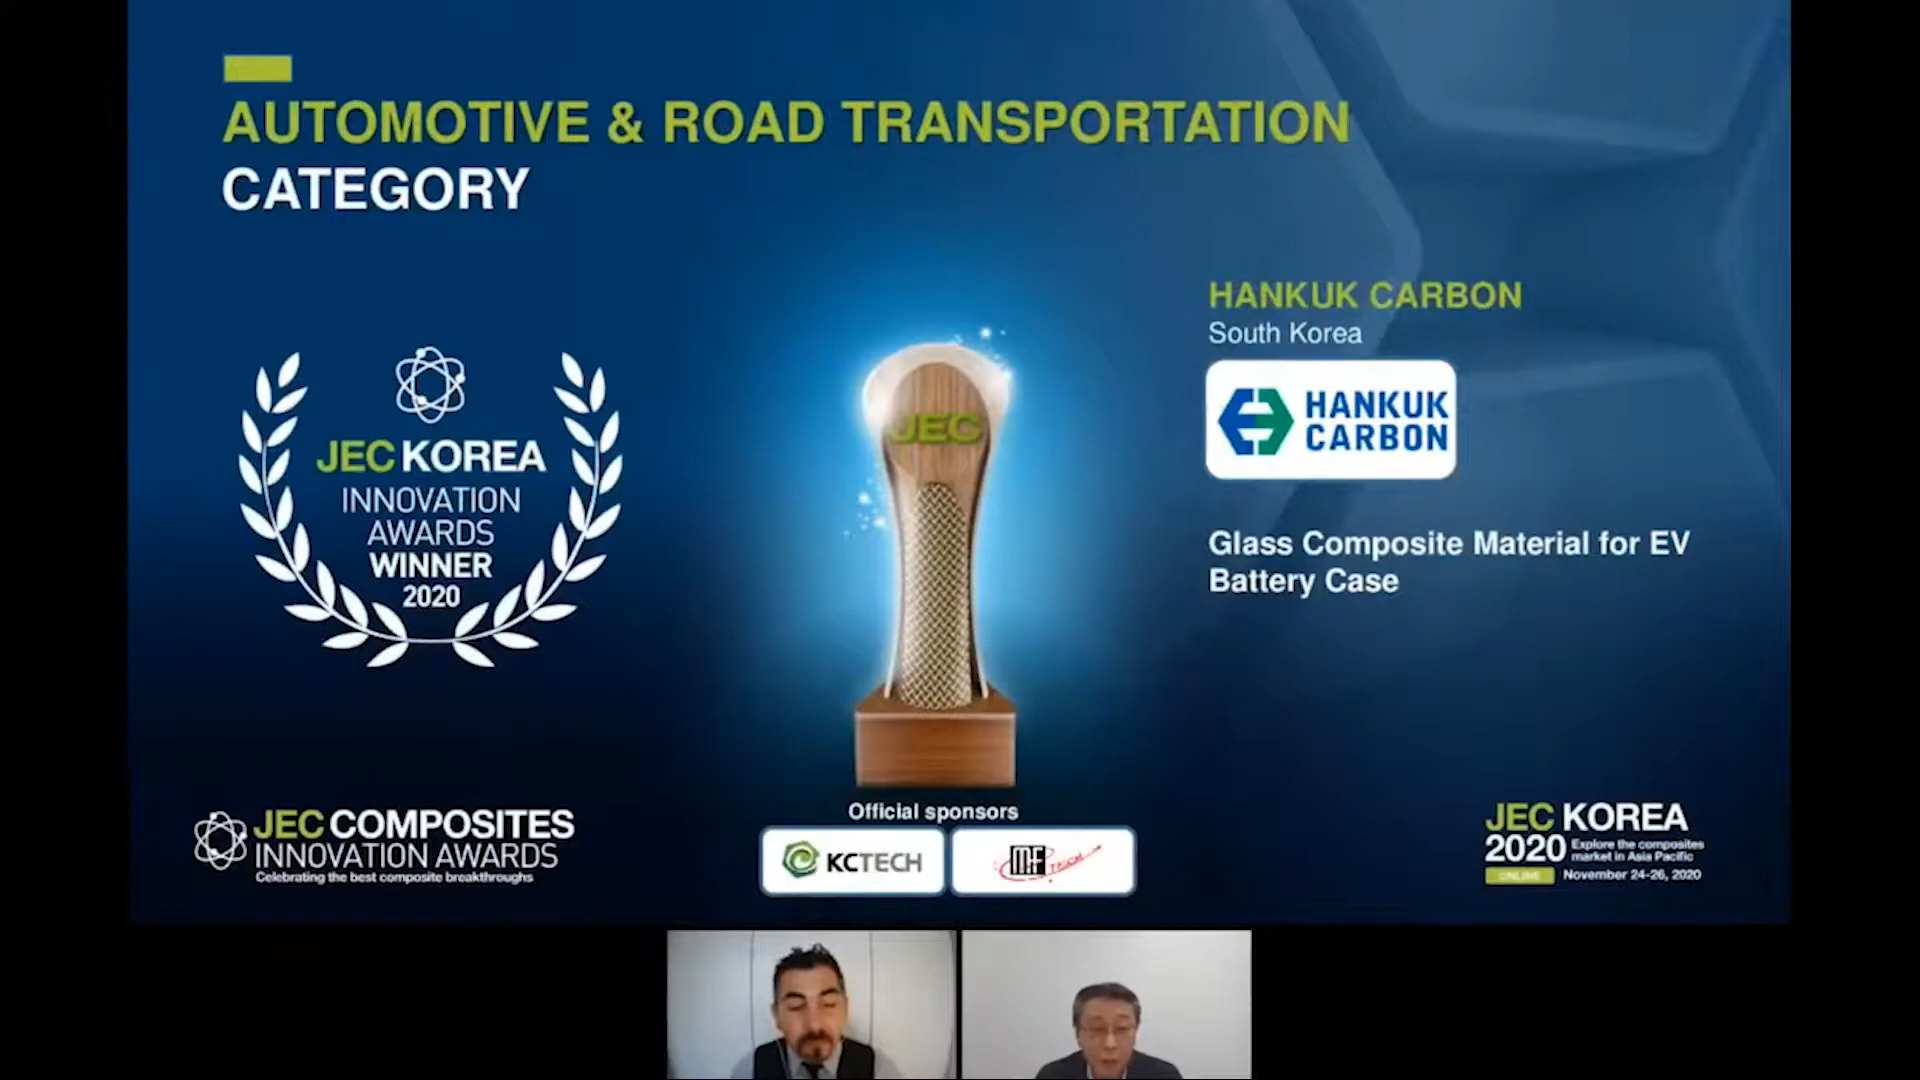 AUTOMOTIVE & ROAD TRANSPORTATION
CATEGORY
JEC KOREA
INNOVATION
AWARDS
WINNER
2020
JEC
HANKUK CARBON
South Korea
HANKUK
CARBON
Glass Composite Material for EV
Battery Case
JEC COMPOSITES
INNOVATION AWARDS
Celebrating the best composite breakthroughs
Official sponsors
KCTECH
MF TECH
JEC KOREA
2020 Explore the composites
market in Asia Pacific
ONLINE November 24-26, 2020